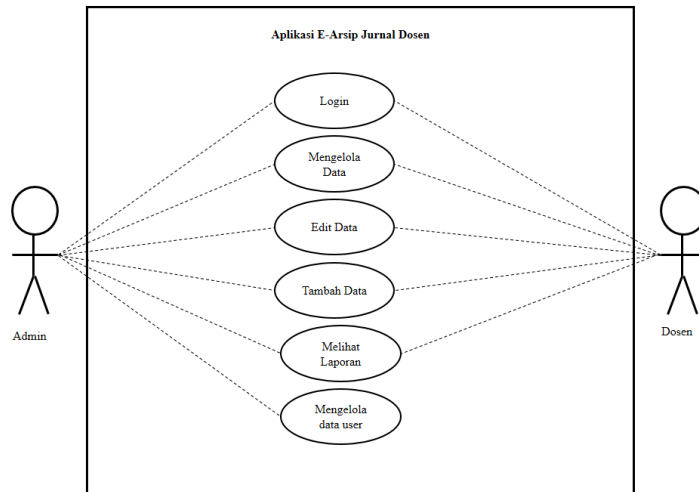 Aplikasi E-Arsip Jurnal Dosen
Login
Mengelola
Data
Edit Data
Tambah Data
Melihat
Laporan
Mengelola
data user
Admin
Dosen